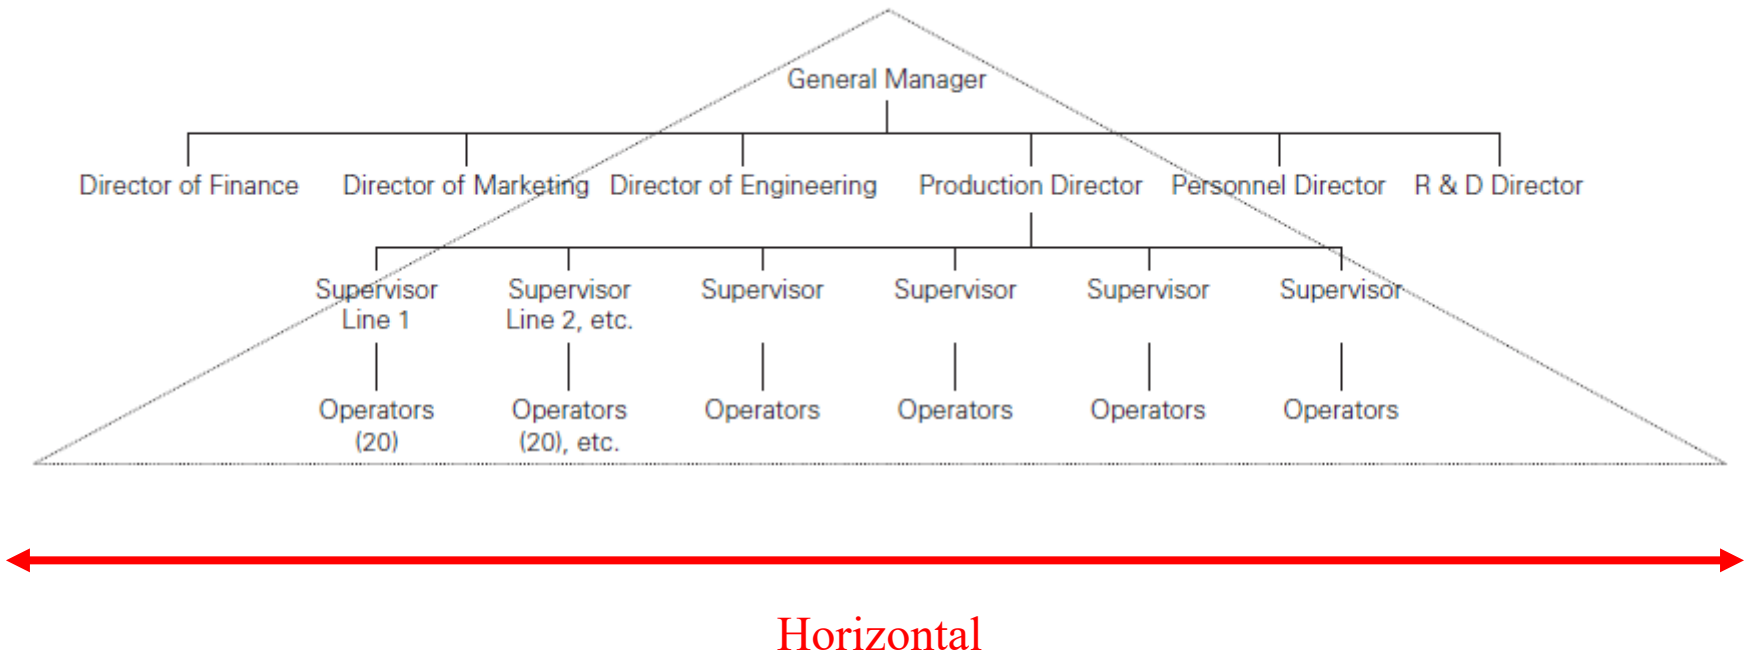 General Manager
Director of Finance Director of Marketing Director of Engineering Production Director Personnel Director R & D Director
Supervisor Supervisor Supervisor Supervisor Supervisor Supervisor
Line 1 Line 2, etc.
Operators Operators Operators Operators Operators Operators
(20) (20), etc.
Horizontal